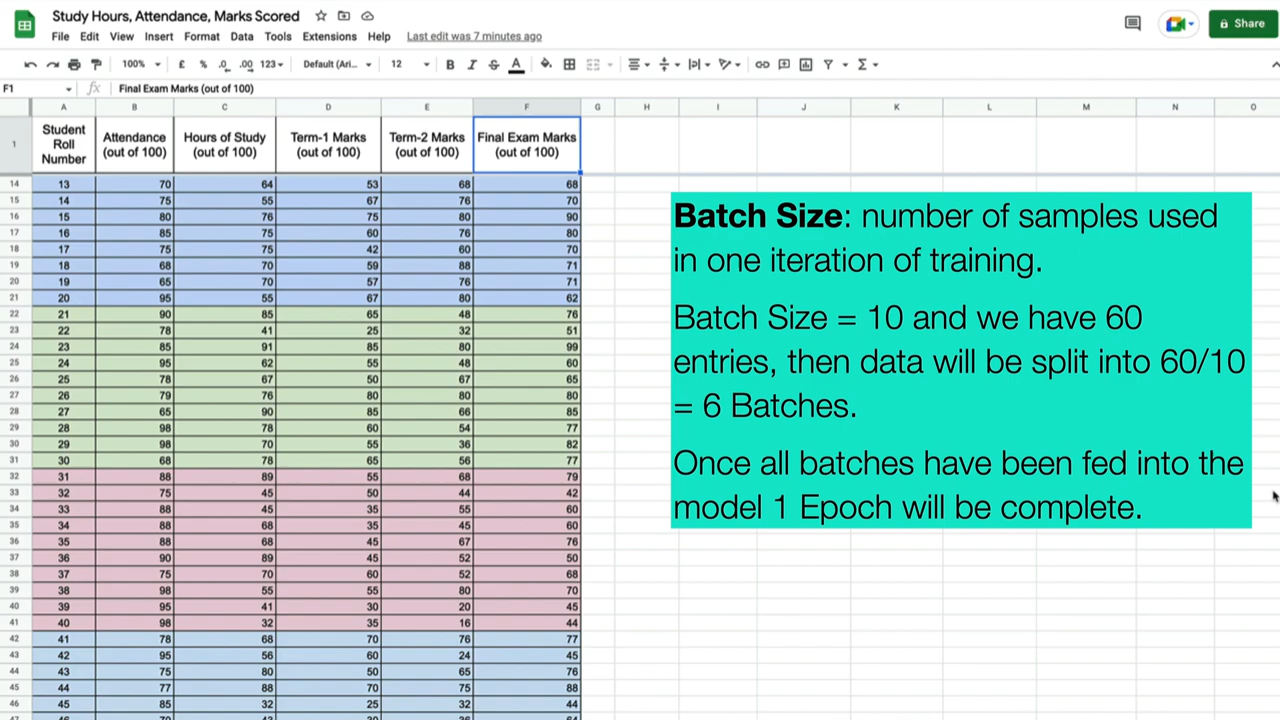 Study Hours, Attendance, Marks Scored
File Edit View Insert Format Data Tools Extensions Help Last edit was 7 minutes ago
Share
100% £ % .0 .00 123 Default (Ari... 12 B I S A
F1 fx Final Exam Marks (out of 100)
A B C D E F G H I J K L M N O
1 Student Roll Number Attendance (out of 100) Hours of Study (out of 100) Term-1 Marks (out of 100) Term-2 Marks (out of 100) Final Exam Marks (out of 100)
14 13 70 64 53 68 68
15 14 75 55 67 76 70
16 15 80 76 75 80 90
17 16 85 75 60 76 80
18 17 75 75 42 60 70
19 18 68 70 59 88 71
20 19 65 70 57 76 71
21 20 95 55 67 80 62
22 21 90 85 65 48 76
23 22 78 41 25 32 51
24 23 85 91 85 80 99
25 24 95 62 55 48 60
26 25 78 67 50 67 65
27 26 79 76 80 80 80
28 27 65 90 85 66 85
29 28 98 78 60 54 77
30 29 98 70 55 36 82
31 30 68 78 65 56 77
32 31 88 89 55 68 79
33 32 75 45 50 44 42
34 33 88 45 35 55 60
35 34 88 68 35 45 60
36 35 88 68 45 67 76
37 36 90 89 45 52 50
38 37 75 70 60 52 68
39 38 98 55 55 80 70
40 39 95 41 30 20 45
41 40 98 32 35 16 44
42 41 78 68 70 76 77
43 42 95 56 60 24 45
44 43 75 80 50 65 76
45 44 77 88 70 75 88
46 45 85 32 25 32 44
Batch Size: number of samples used
in one iteration of training.
Batch Size = 10 and we have 60
entries, then data will be split into 60/10
= 6 Batches.
Once all batches have been fed into the
model 1 Epoch will be complete.